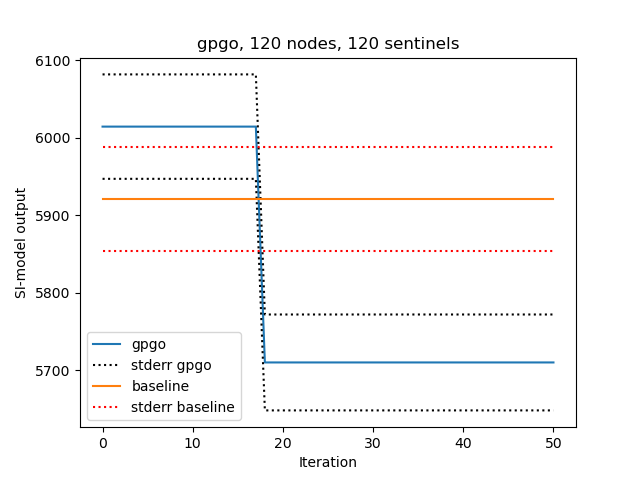 gpgo, 120 nodes, 120 sentinels
6100
6000
5900
5800
5700
SI-model output
gpgo
stderr gpgo
baseline
stderr baseline
0
10
20
30
40
50
Iteration